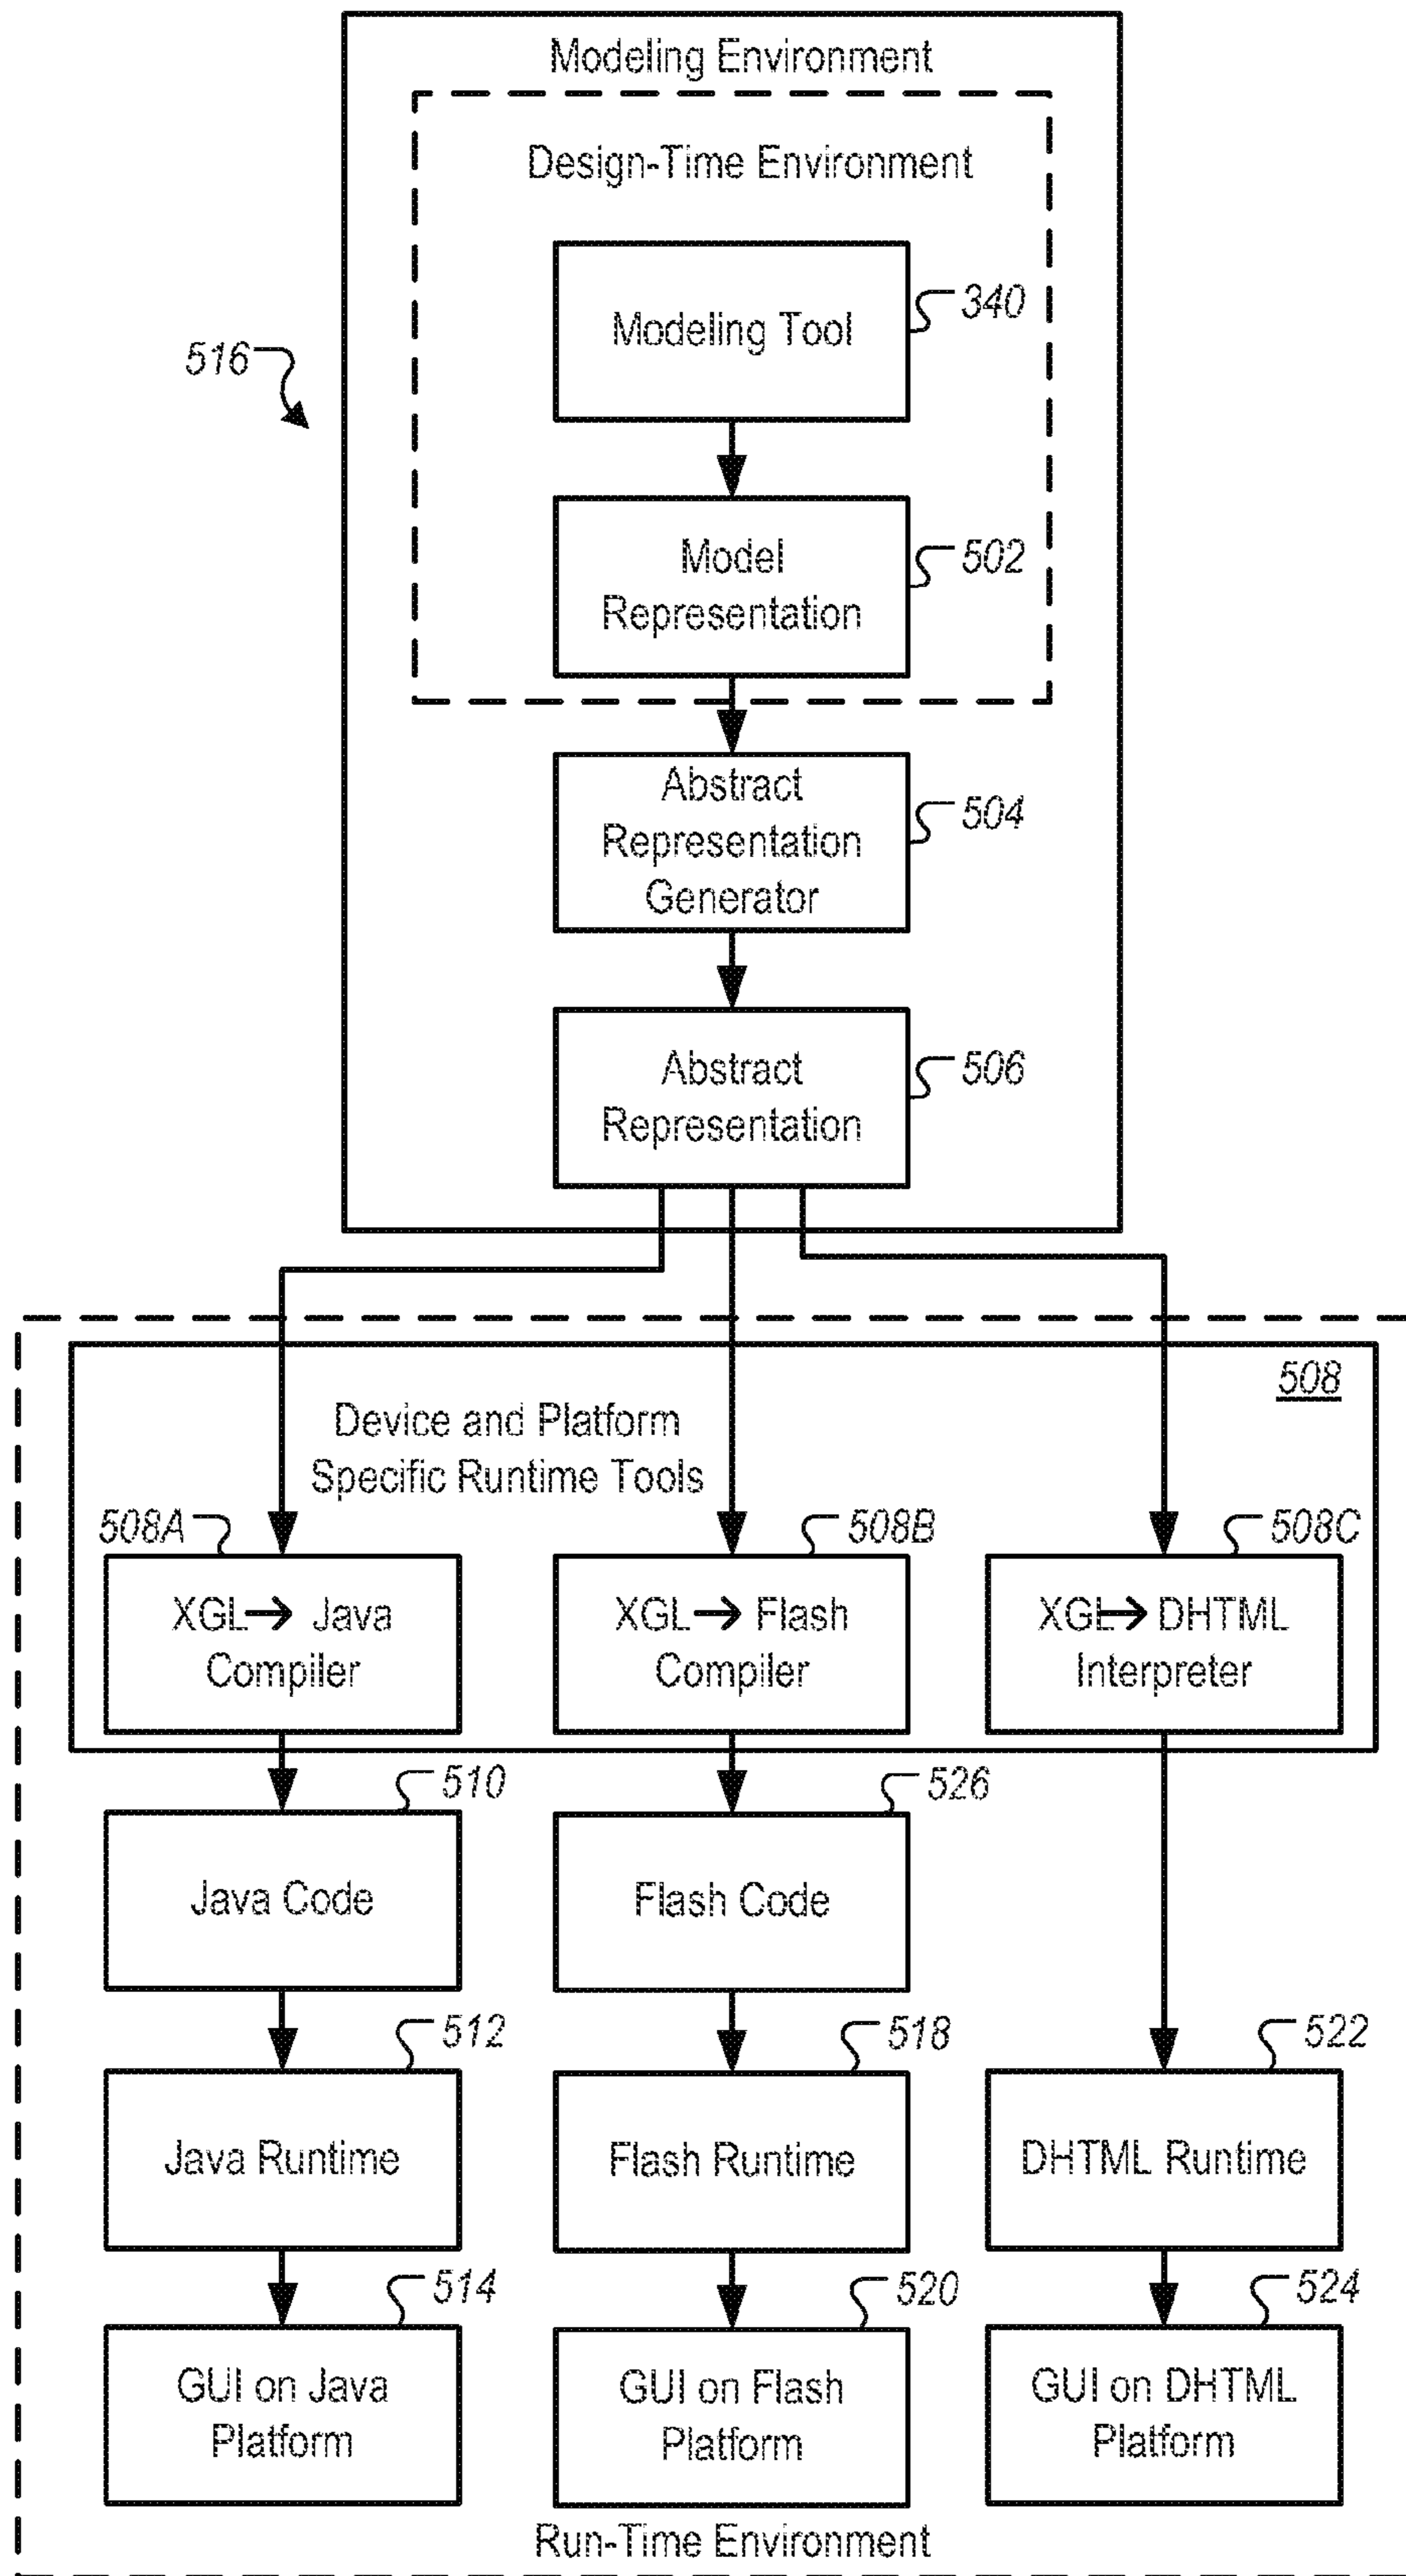 Modeling Environment
Design-Time Environment
Modeling Tool
340
516
Model
Representation
502
Abstract
Representation
Generator
504
Abstract
Representation
506
508
Device and Platform
Specific Runtime Tools
508A
508B
508C
XGL→ Java
Compiler
XGL→ Flash
Compiler
XGL→ DHTML
Interpreter
510
526
Java Code
Flash Code
512
518
522
Java Runtime
Flash Runtime
DHTML Runtime
514
520
524
GUI on Java
Platform
GUI on Flash
Platform
GUI on DHTML
Platform
Run-Time Environment